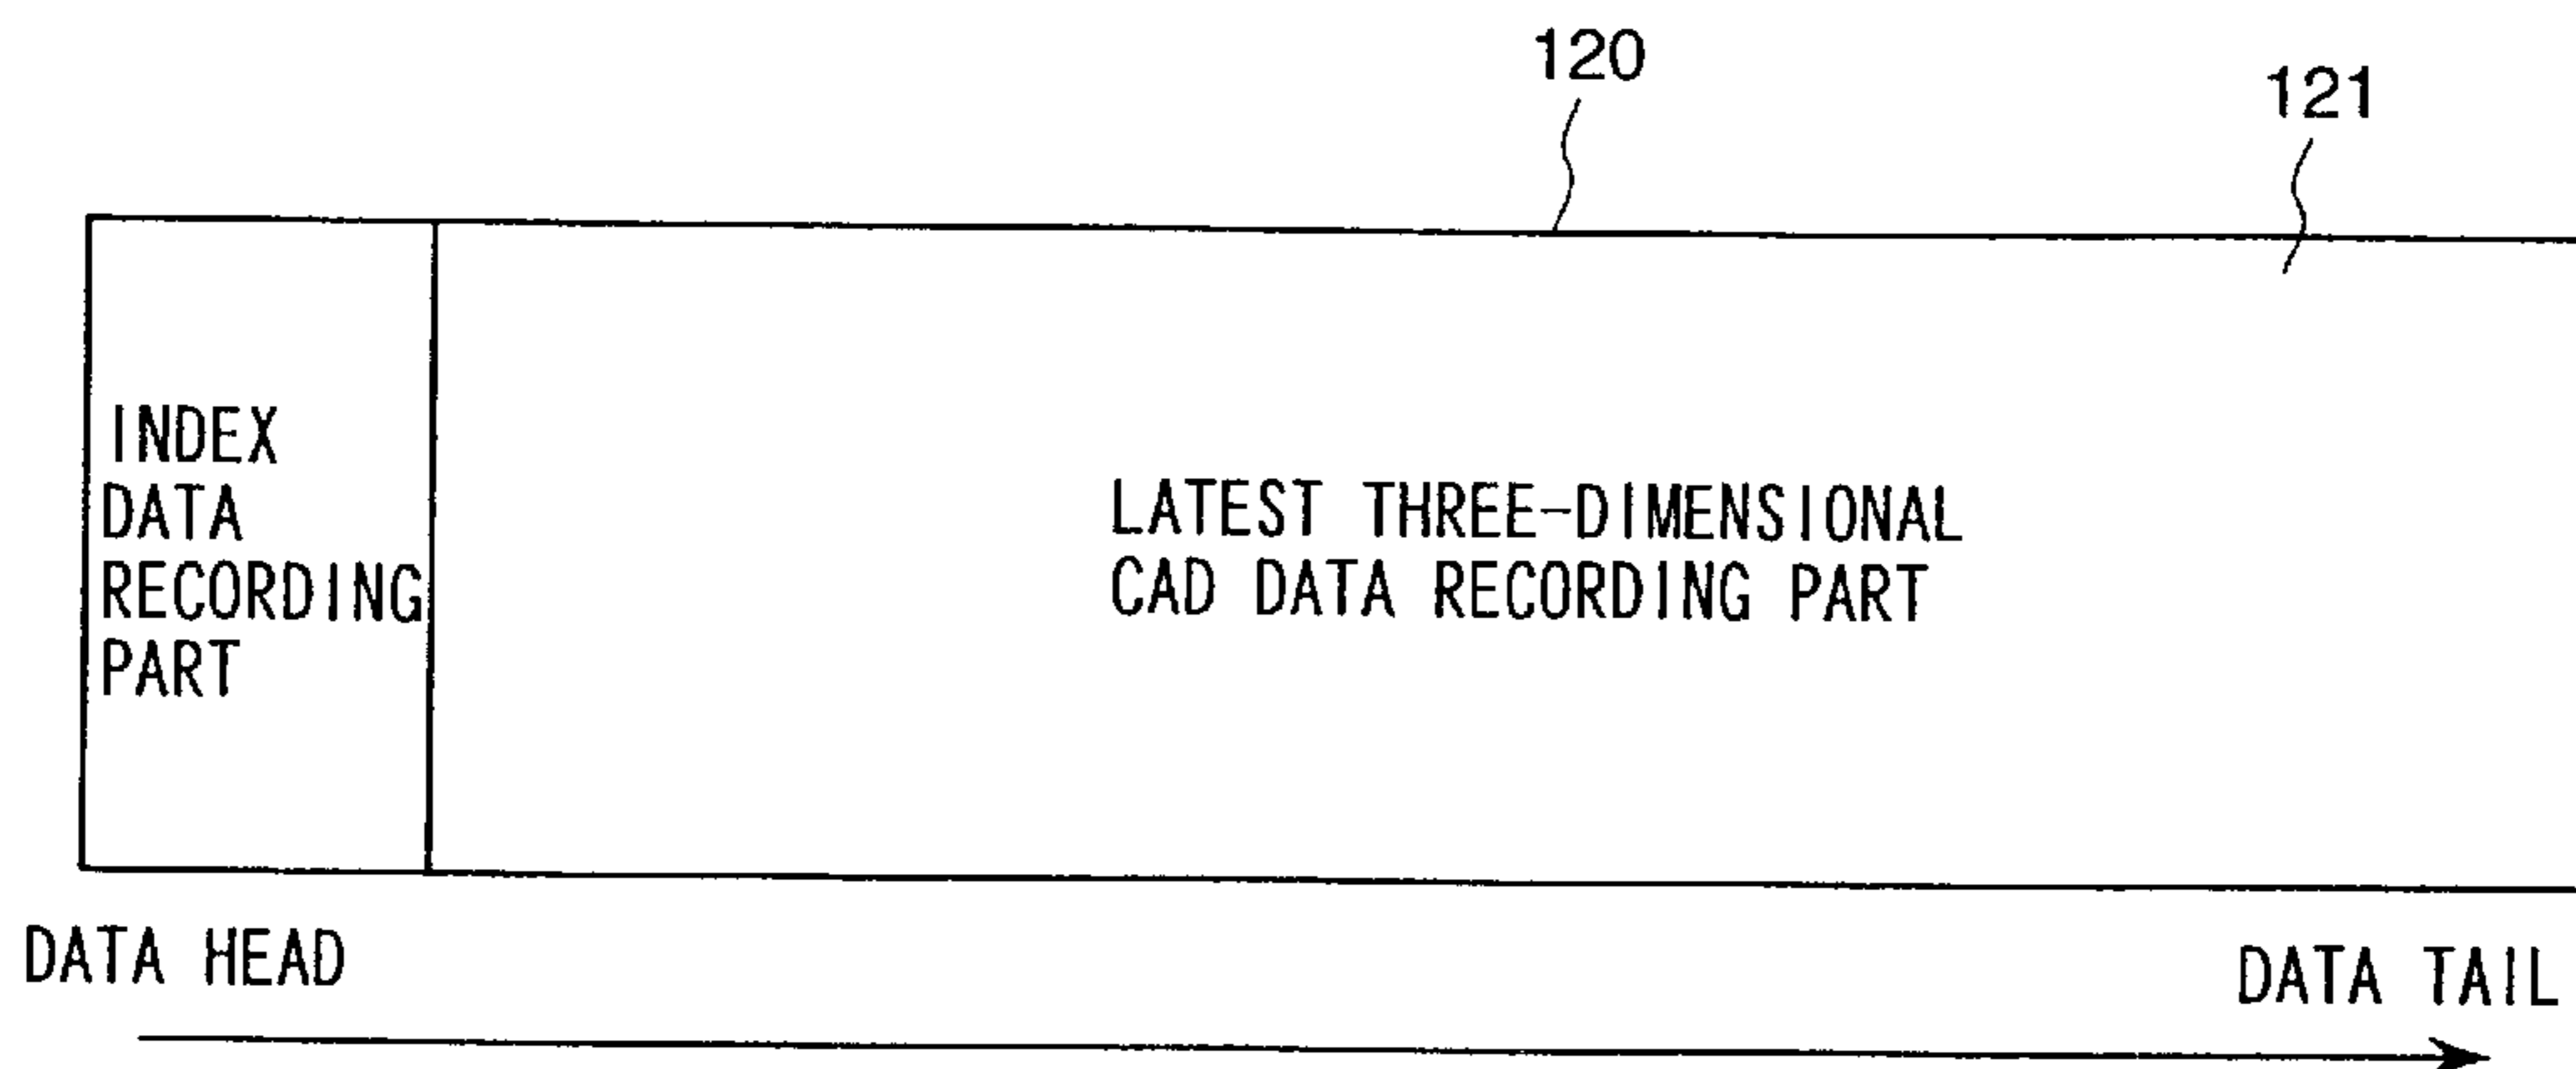 120
121
INDEX
DATA
RECORDING
PART
LATEST THREE-DIMENSIONAL
CAD DATA RECORDING PART
DATA HEAD
DATA TAIL